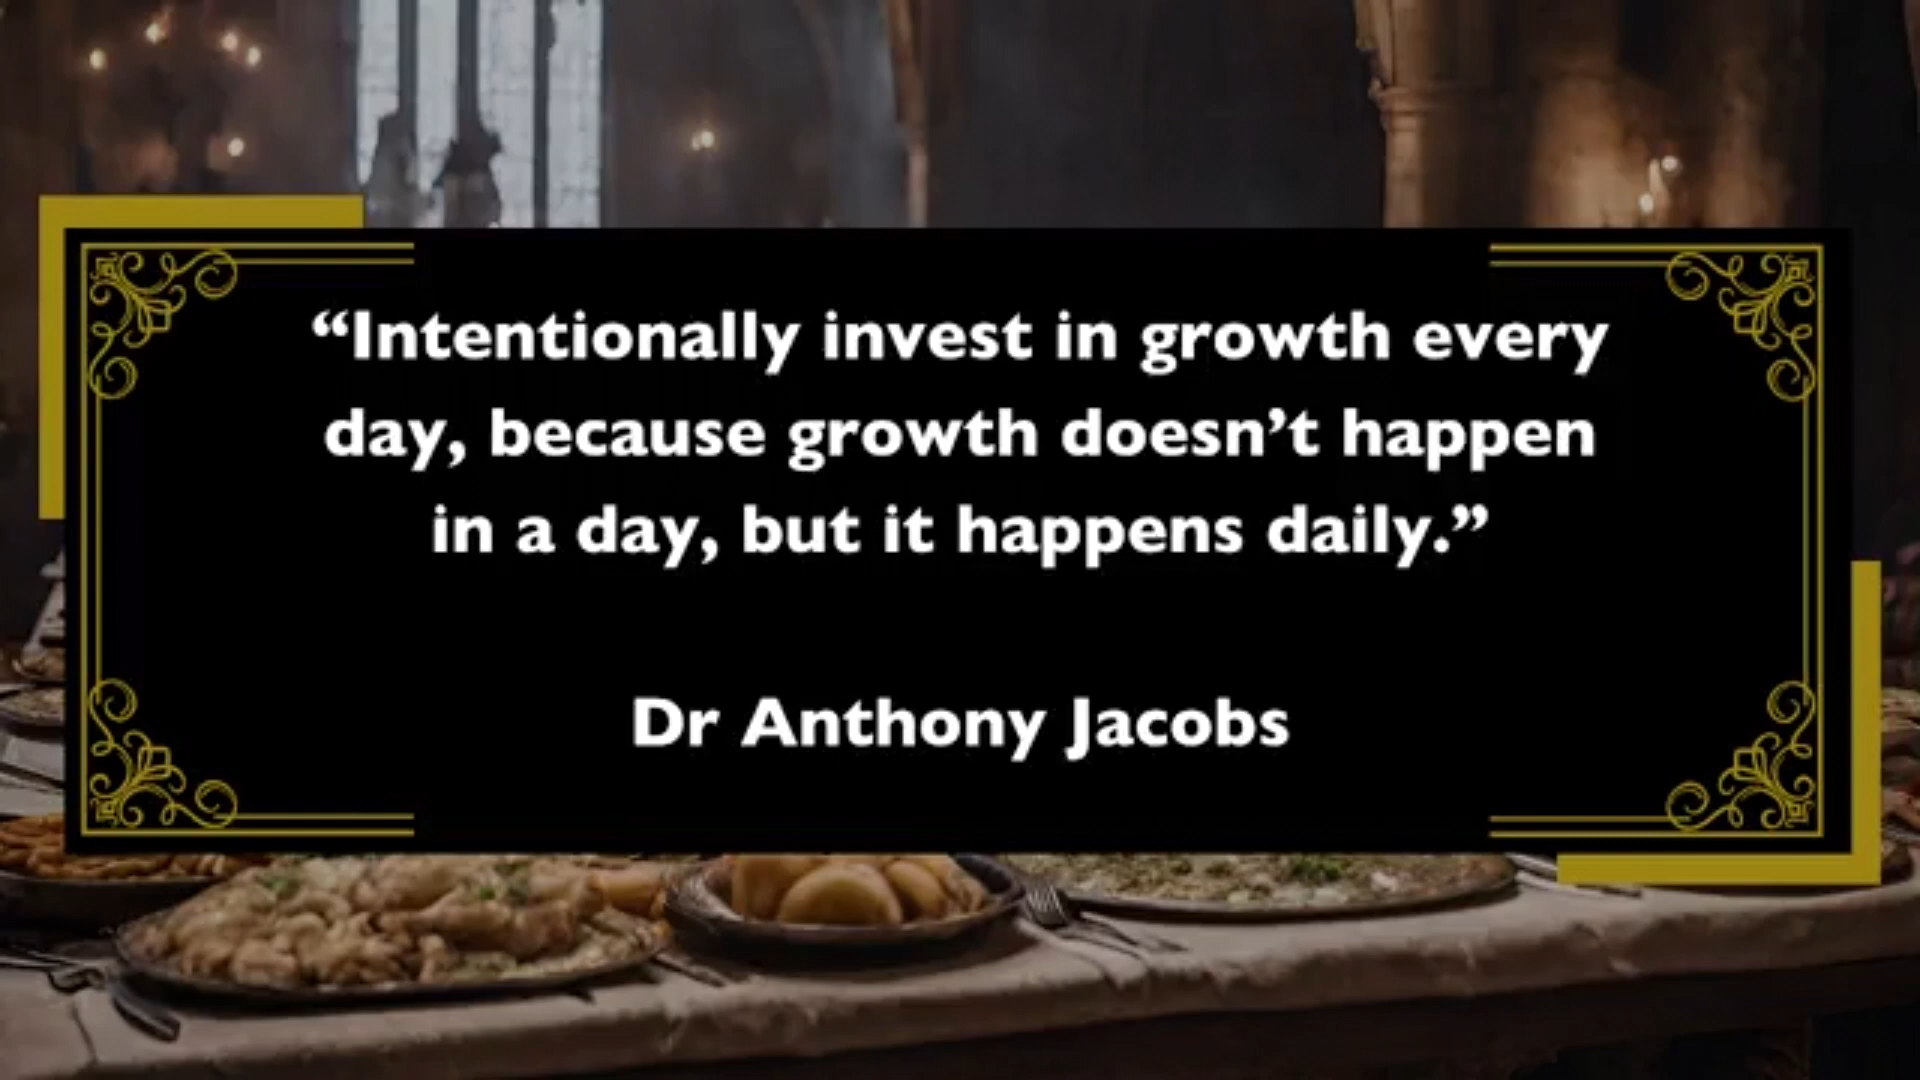 “Intentionally invest in growth every
day, because growth doesn’t happen
in a day, but it happens daily.”
Dr Anthony Jacobs